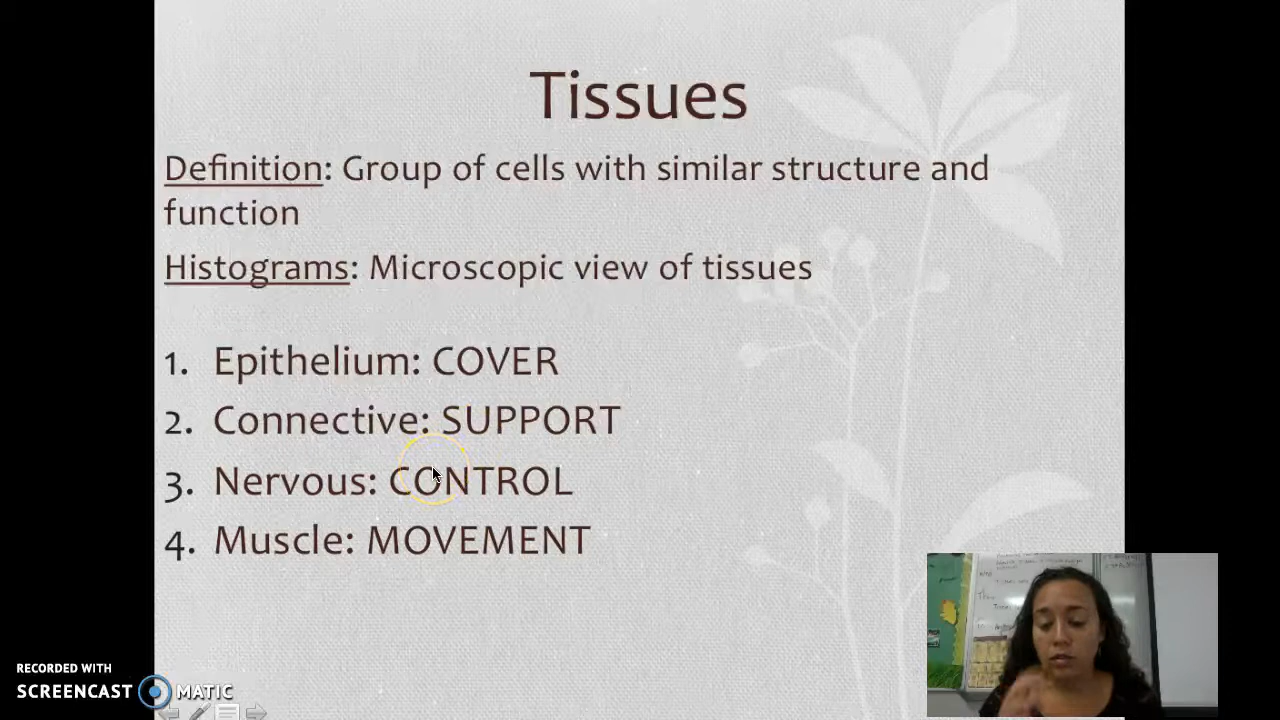 Tissues
Definition: Group of cells with similar structure and
function
Histograms: Microscopic view of tissues
1. Epithelium: COVER
2. Connective: SUPPORT
3. Nervous: CONTROL
4. Muscle: MOVEMENT
RECORDED WITH
SCREENCAST MATIC